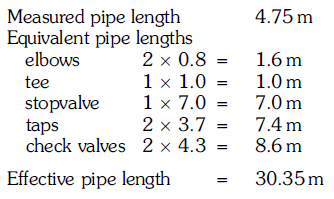 Measured pipe length 4.75 m
Equivalent pipe lengths
elbows 2 × 0.8 = 1.6 m
tee 1 × 1.0 = 1.0 m
stopvalve 1 × 7.0 = 7.0 m
taps 2 × 3.7 = 7.4 m
check valves 2 × 4.3 = 8.6 m
Effective pipe length = 30.35 m